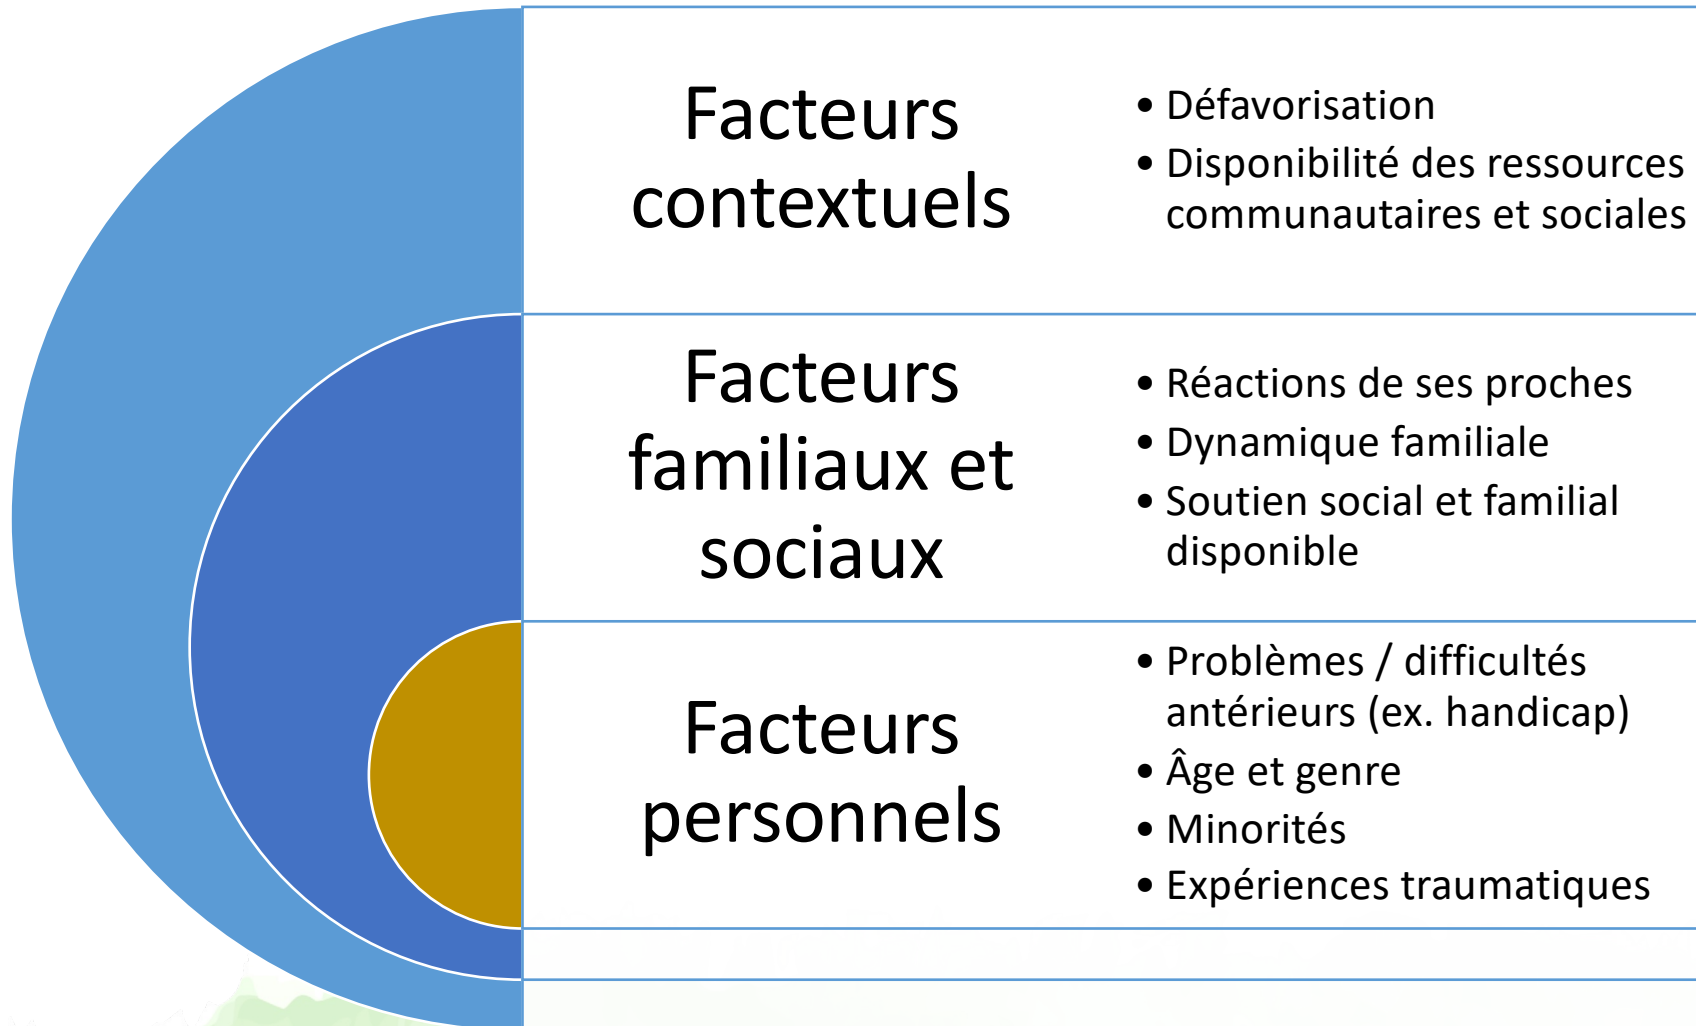 Facteurs
contextuels
• Défavorisation
• Disponibilité des ressources
communautaires et sociales
Facteurs
familiaux et
sociaux
• Réactions de ses proches
• Dynamique familiale
• Soutien social et familial
disponible
Facteurs
personnels
• Problèmes / difficultés
antérieurs (ex. handicap)
• Âge et genre
• Minorités
• Expériences traumatiques